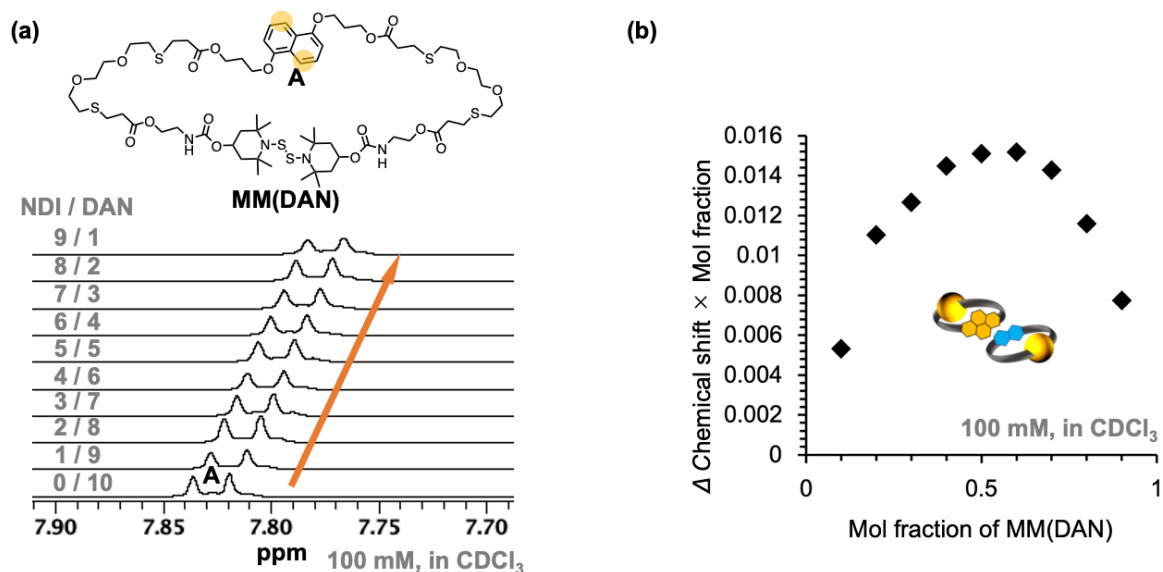 (a)
O
O
O
O
S
O
O
A
O
O
S
O
O
S
O
O
N
H
O
O
N
S
S
N
O
O
N
H
O
O
S
MM(DAN)
NDI / DAN
9 / 1
8 / 2
7 / 3
6 / 4
5 / 5
4 / 6
3 / 7
2 / 8
1 / 9
0 / 10
A
7.90 7.85 7.80 7.75 7.70
ppm
100 mM, in CDCl₃
(b)
0.016
0.014
0.012
0.01
0.008
0.006
0.004
0.002
0
0 0.5 1
Δ Chemical shift × Mol fraction
100 mM, in CDCl₃
Mol fraction of MM(DAN)